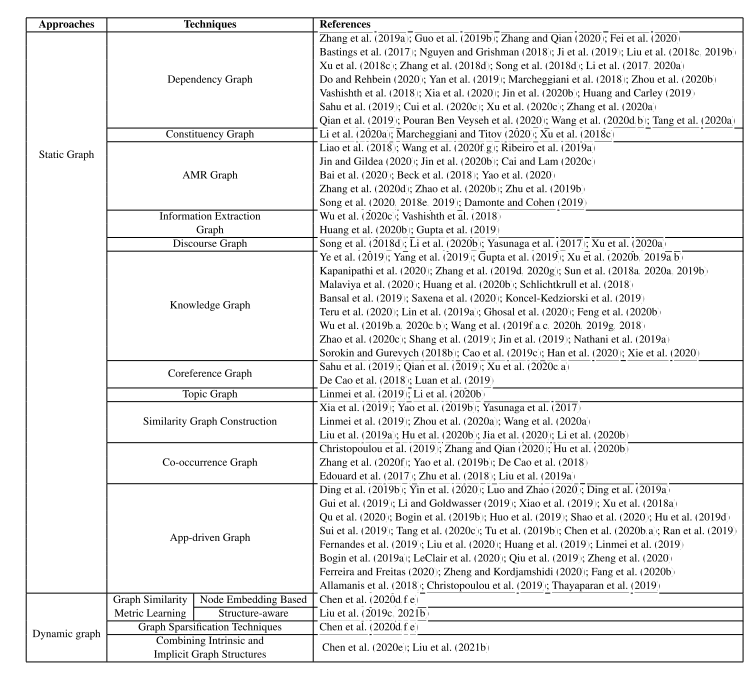 Approaches Techniques References
Static Graph
Dependency Graph
Zhang et al. (2019a); Guo et al. (2019b); Zhang and Qian (2020); Fei et al. (2020)
Bastings et al. (2017); Nguyen and Grishman (2018); Ji et al. (2019); Liu et al. (2018c, 2019b)
Xu et al. (2018c); Zhang et al. (2018d); Song et al. (2018d); Li et al. (2017, 2020a)
Do and Rehbein (2020); Yan et al. (2019); Marcheggiani et al. (2018); Zhou et al. (2020b)
Vashishth et al. (2018); Xia et al. (2020); Jin et al. (2020b); Huang and Carley (2019)
Sahu et al. (2019); Cui et al. (2020c); Xu et al. (2020c); Zhang et al. (2020a)
Qian et al. (2019); Pouran Ben Veyseh et al. (2020); Wang et al. (2020d,b); Tang et al. (2020a)
Constituency Graph
Li et al. (2020a); Marcheggiani and Titov (2020); Xu et al. (2018c)
AMR Graph
Liao et al. (2018); Wang et al. (2020f,g); Ribeiro et al. (2019a)
Jin and Gildea (2020); Jin et al. (2020b); Cai and Lam (2020c)
Bai et al. (2020); Beck et al. (2018); Yao et al. (2020)
Zhang et al. (2020d); Zhao et al. (2020b); Zhu et al. (2019b)
Song et al. (2020, 2018e, 2019); Damonte and Cohen (2019)
Information Extraction
Graph
Wu et al. (2020c); Vashishth et al. (2018)
Huang et al. (2020b); Gupta et al. (2019)
Discourse Graph
Song et al. (2018d); Li et al. (2020b); Yasunaga et al. (2017); Xu et al. (2020a)
Knowledge Graph
Ye et al. (2019); Yang et al. (2019); Gupta et al. (2019); Xu et al. (2020b, 2019a,b)
Kapanipathi et al. (2020); Zhang et al. (2019d, 2020g); Sun et al. (2018a, 2020a, 2019b)
Malaviya et al. (2020); Huang et al. (2020b); Schlichtkrull et al. (2018)
Bansal et al. (2019); Saxena et al. (2020); Koncel-Kedziorski et al. (2019)
Teru et al. (2020); Lin et al. (2019a); Ghosal et al. (2020); Feng et al. (2020b)
Wu et al. (2019b,a, 2020c,b); Wang et al. (2019f,a,c, 2020h, 2019g, 2018)
Zhao et al. (2020c); Shang et al. (2019); Jin et al. (2019); Nathani et al. (2019a)
Sorokin and Gurevych (2018b); Cao et al. (2019c); Han et al. (2020); Xie et al. (2020)
Coreference Graph
Sahu et al. (2019); Qian et al. (2019); Xu et al. (2020c,a)
De Cao et al. (2018); Luan et al. (2019)
Topic Graph
Linmei et al. (2019); Li et al. (2020b)
Similarity Graph Construction
Xia et al. (2019); Yao et al. (2019b); Yasunaga et al. (2017)
Linmei et al. (2019); Zhou et al. (2020a); Wang et al. (2020a)
Liu et al. (2019a); Hu et al. (2020b); Jia et al. (2020); Li et al. (2020b)
Co-occurrence Graph
Christopoulou et al. (2019); Zhang and Qian (2020); Hu et al. (2020b)
Zhang et al. (2020f); Yao et al. (2019b); De Cao et al. (2018)
Edouard et al. (2017); Zhu et al. (2018); Liu et al. (2019a)
App-driven Graph
Ding et al. (2019b); Yin et al. (2020); Luo and Zhao (2020); Ding et al. (2019a)
Gui et al. (2019); Li and Goldwasser (2019); Xiao et al. (2019); Xu et al. (2018a)
Qu et al. (2020); Bogin et al. (2019b); Huo et al. (2019); Shao et al. (2020); Hu et al. (2019d)
Sui et al. (2019); Tang et al. (2020c); Tu et al. (2019b); Chen et al. (2020b,a); Ran et al. (2019)
Fernandes et al. (2019); Liu et al. (2020); Huang et al. (2019); Linmei et al. (2019)
Bogin et al. (2019a); LeClair et al. (2020); Qiu et al. (2019); Zheng et al. (2020)
Ferreira and Freitas (2020); Zheng and Kordjamshidi (2020); Fang et al. (2020b)
Allamanis et al. (2018); Christopoulou et al. (2019); Thayaparan et al. (2019)
Dynamic graph
Graph Similarity
Metric Learning
Node Embedding Based Chen et al. (2020d,f,e)
Structure-aware Liu et al. (2019c, 2021b)
Graph Sparsification Techniques Chen et al. (2020d,f,e)
Combining Intrinsic and
Implicit Graph Structures
Chen et al. (2020e); Liu et al. (2021b)